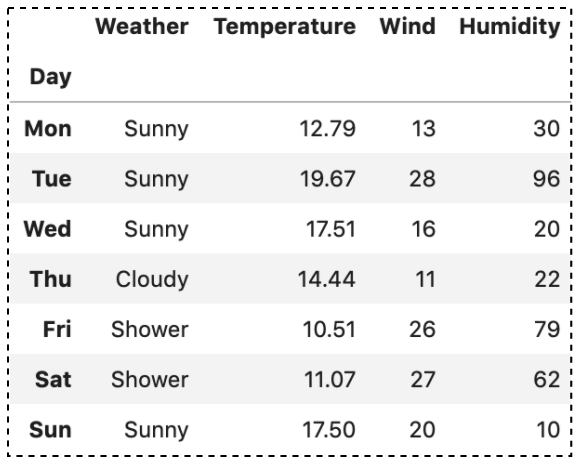 Weather Temperature Wind Humidity
Day
Mon Sunny 12.79 13 30
Tue Sunny 19.67 28 96
Wed Sunny 17.51 16 20
Thu Cloudy 14.44 11 22
Fri Shower 10.51 26 79
Sat Shower 11.07 27 62
Sun Sunny 17.50 20 10